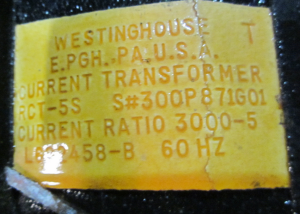 WESTINGHOUSE T
E.PGH., PA. U.S.A.
CURRENT TRANSFORMER
RCT-5S S#300P871G01
CURRENT RATIO 3000-5
60 HZ